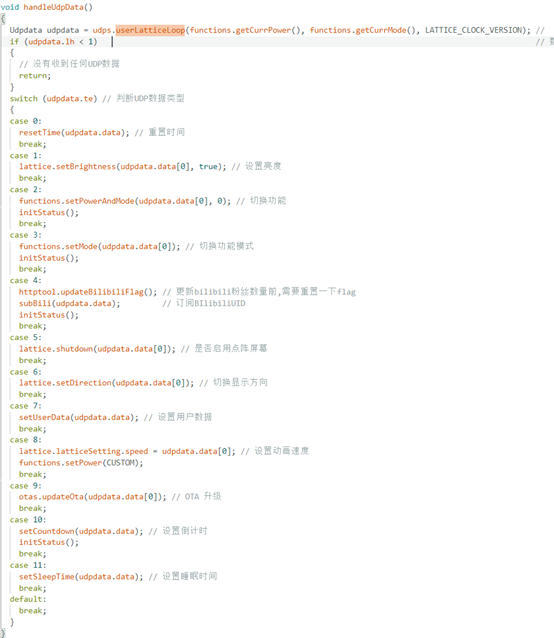 void handleUdpData()
{
  Udpdata updpata = udps.userLatticeLoop(functions.getCurrPower(), functions.getCurrMode(), LATTICE_CLOCK_VERSION); //
  if (udpdata.lh < 1) //
  {
    // 没有收到任何UDP数据
    return;
  }
  switch (udpdata.te) // 判断UDP数据类型
  {
  case 0:
    resetTime(udpdata.data); // 重置时间
    break;
  case 1:
    lattice.setBrightness(udpdata.data[0], true); // 设置亮度
    break;
  case 2:
    functions.setPowerAndMode(udpdata.data[0], 0); // 切换功能
    initStatus();
    break;
  case 3:
    functions.setMode(udpdata.data[0]); // 切换功能模式
    initStatus();
    break;
  case 4:
    httptool.updateBilibiliFlag(); // 更新bilibili粉丝数量前,需要重置一下flag
    subBili(udpdata.data); // 订阅BIlibiliUID
    initStatus();
    break;
  case 5:
    lattice.shutdown(udpdata.data[0]); // 是否启用点阵屏幕
    break;
  case 6:
    lattice.setDirection(udpdata.data[0]); // 切换显示方向
    break;
  case 7:
    setUserData(udpdata.data); // 设置用户数据
    break;
  case 8:
    lattice.latticeSetting.speed = udpdata.data[0]; // 设置动画速度
    functions.setPower(CUSTOM);
    break;
  case 9:
    otas.updateOta(udpdata.data[0]); // OTA 升级
    break;
  case 10:
    setCountdown(udpdata.data); // 设置倒计时
    initStatus();
    break;
  case 11:
    setSleepTime(udpdata.data); // 设置睡眠时间
    break;
  default:
    break;
  }
}